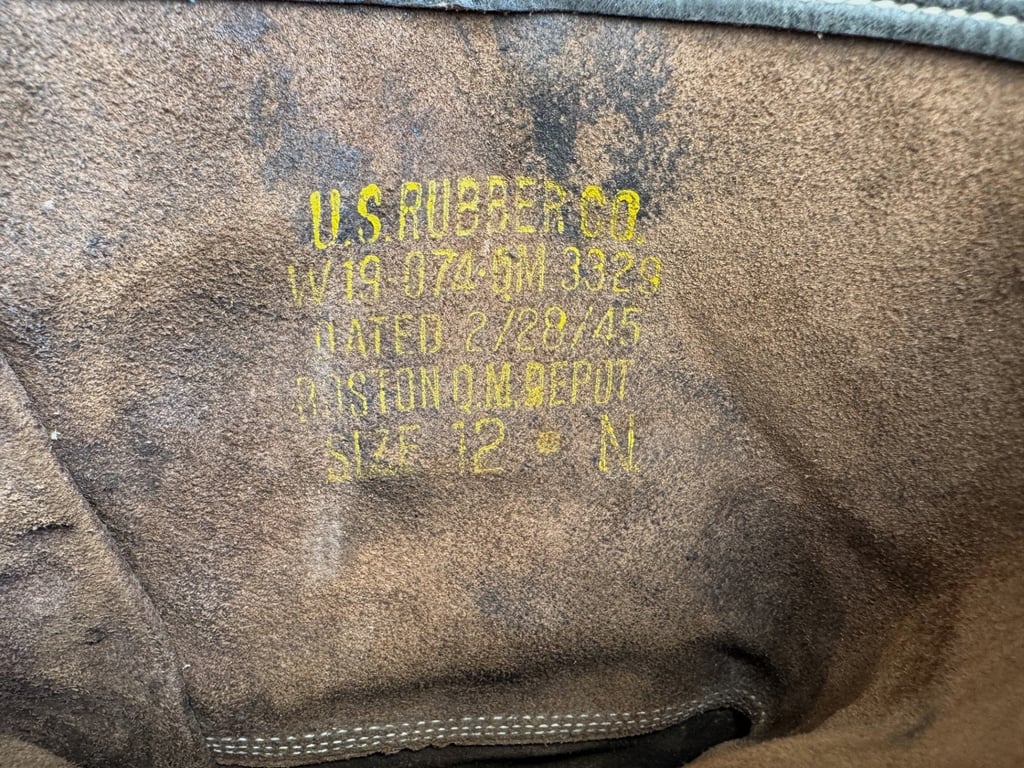 U.S. RUBBER CO.
W19-074-QM 3329
DATED 2/28/45
BOSTON Q.M. DEPOT
SIZE 12 • N